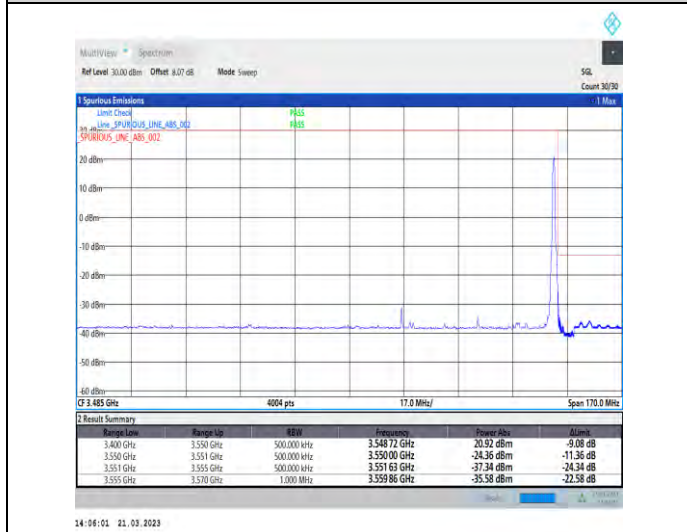 MultiView Spectrum
Ref Level 30.00 dBm Offset 8.07 dB Mode Sweep SGL
Count 30/30
1 Spurious Emissions 1 Max
Limit Check PASS
Line _SPURIOUS_LINE_ABS_002 PASS
30 dBm
_SPURIOUS_LINE_ABS_002
20 dBm
10 dBm
0 dBm
-10 dBm
-20 dBm
-30 dBm
-40 dBm
-50 dBm
-60 dBm
CF 3.485 GHz 4004 pts 17.0 MHz/ Span 170.0 MHz
2 Result Summary
Range Low Range Up RBW Frequency Power Abs ΔLimit
3.400 GHz 3.550 GHz 500.000 kHz 3.548 72 GHz 20.92 dBm -9.08 dB
3.550 GHz 3.551 GHz 500.000 kHz 3.550 00 GHz -24.36 dBm -11.36 dB
3.551 GHz 3.555 GHz 500.000 kHz 3.551 63 GHz -37.34 dBm -24.34 dB
3.555 GHz 3.570 GHz 1.000 MHz 3.559 86 GHz -35.58 dBm -22.58 dB
14:06:01 21.03.2023